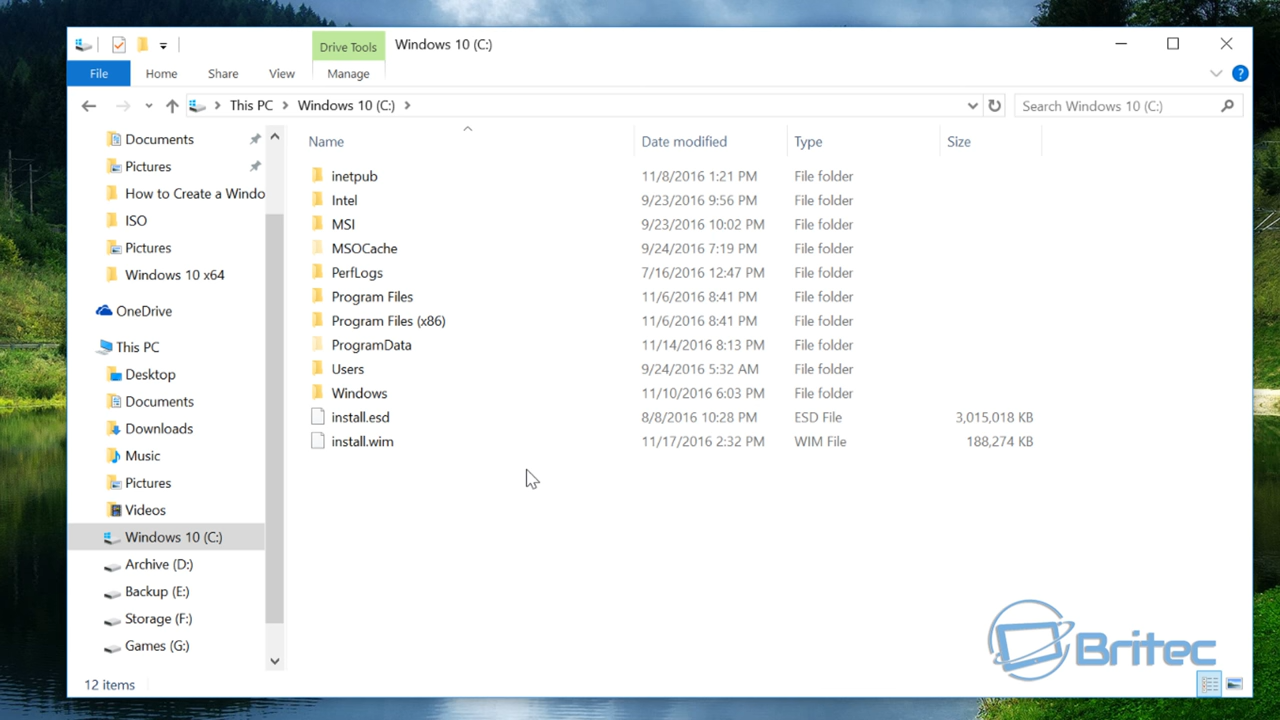 Drive Tools Windows 10 (C:)
File Home Share View Manage ?
This PC Windows 10 (C:) Search Windows 10 (C:)
Documents
Pictures
How to Create a Windo
ISO
Pictures
Windows 10 x64
OneDrive
This PC
Desktop
Documents
Downloads
Music
Pictures
Videos
Windows 10 (C:)
Archive (D:)
Backup (E:)
Storage (F:)
Games (G:)
Name Date modified Type Size
inetpub 11/8/2016 1:21 PM File folder
Intel 9/23/2016 9:56 PM File folder
MSI 9/23/2016 10:02 PM File folder
MSOCache 9/24/2016 7:19 PM File folder
PerfLogs 7/16/2016 12:47 PM File folder
Program Files 11/6/2016 8:41 PM File folder
Program Files (x86) 11/6/2016 8:41 PM File folder
ProgramData 11/14/2016 8:13 PM File folder
Users 9/24/2016 5:32 AM File folder
Windows 11/10/2016 6:03 PM File folder
install.esd 8/8/2016 10:28 PM ESD File 3,015,018 KB
install.wim 11/17/2016 2:32 PM WIM File 188,274 KB
Britec
12 items